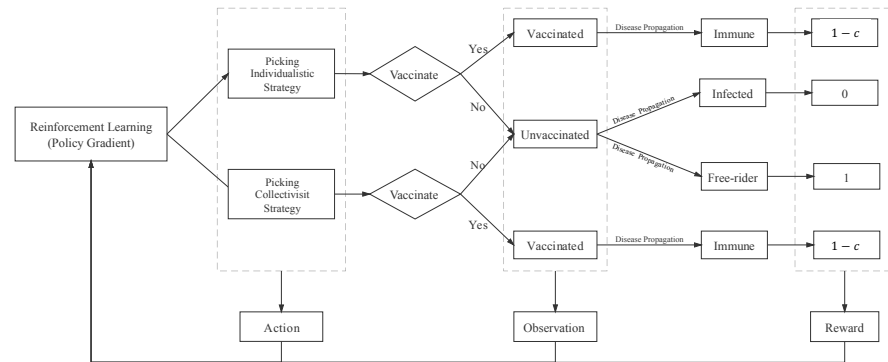 Reinforcement Learning
(Policy Gradient)
Picking
Individualistic
Strategy
Picking
Collectivisit
Strategy
Vaccinate
Vaccinate
Yes
No
No
Yes
Vaccinated
Unvaccinated
Vaccinated
Disease Propagation
Disease Propagation
Disease Propagation
Disease Propagation
Immune
Infected
Free-rider
Immune
1 − c
0
1
1 − c
Action
Observation
Reward